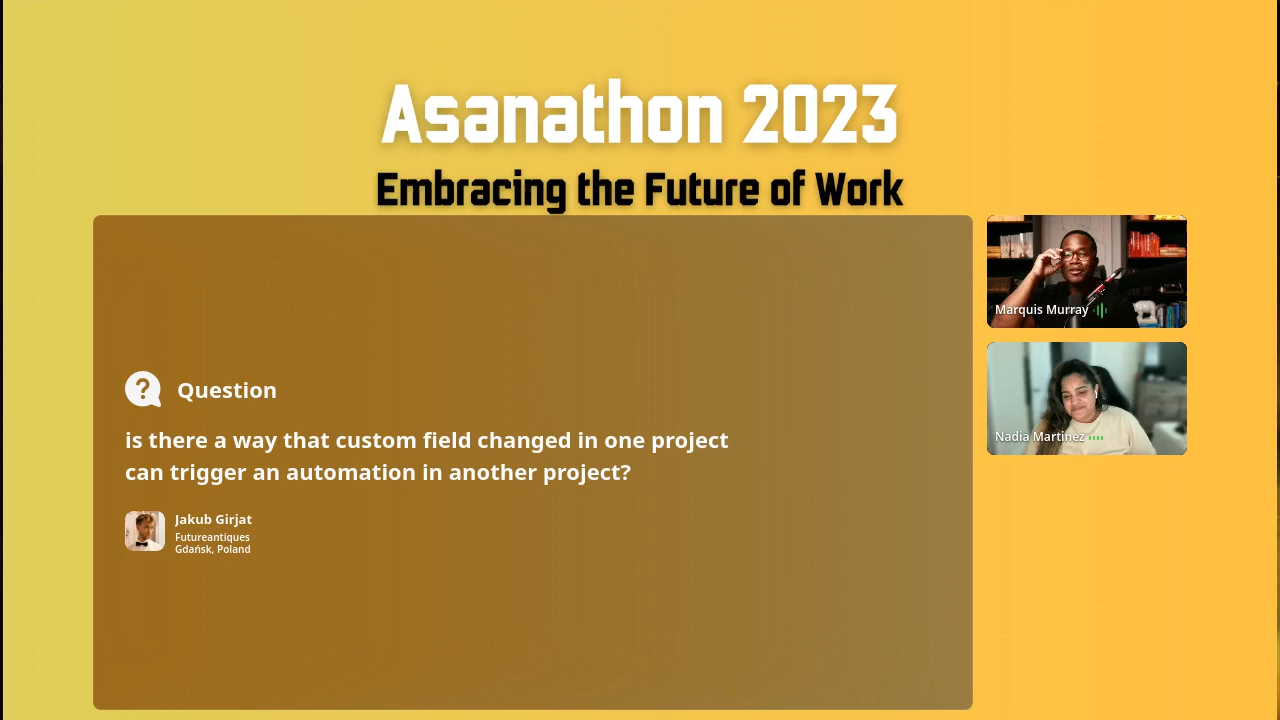 Asanathon 2023
Embracing the Future of Work
Marquis Murray
Question
is there a way that custom field changed in one project
can trigger an automation in another project?
Nadia Martinez
Jakub Girjat
Futureantiques
Gdańsk, Poland